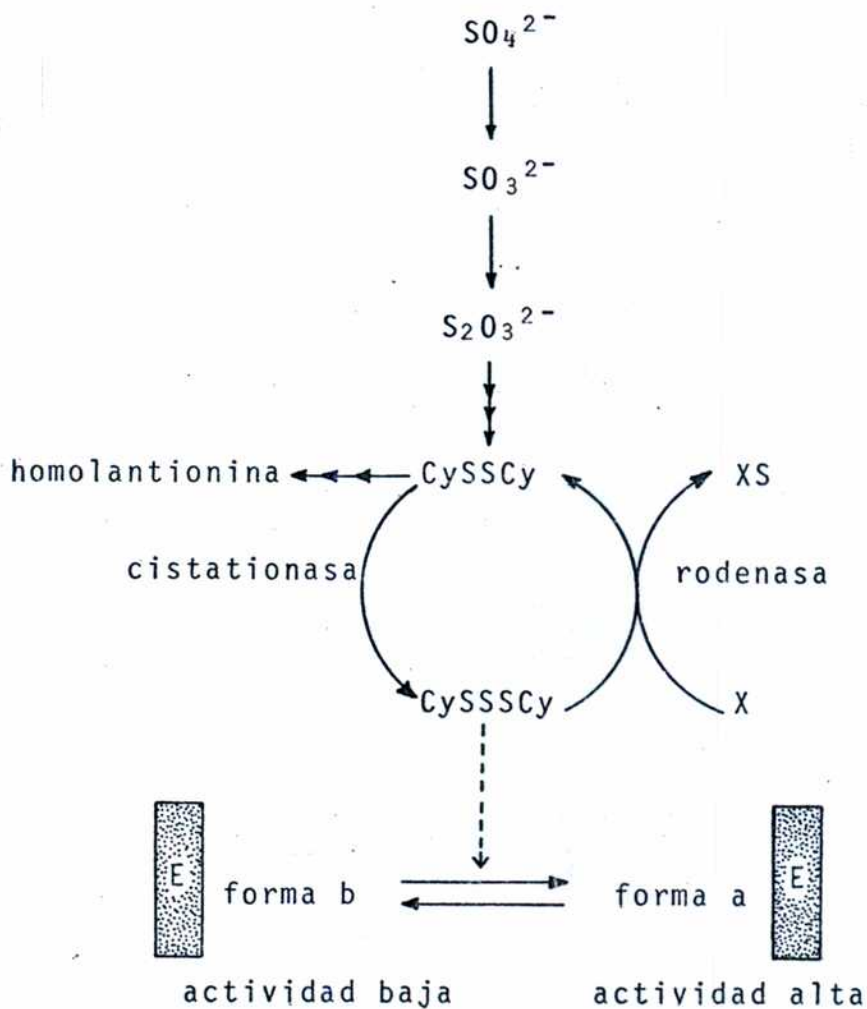 SO₄²⁻
SO₃²⁻
S₂O₃²⁻
homolantionina CySSCy XS
cistationasa rodenasa
CySSSCy X
E forma b forma a E
actividad baja actividad alta